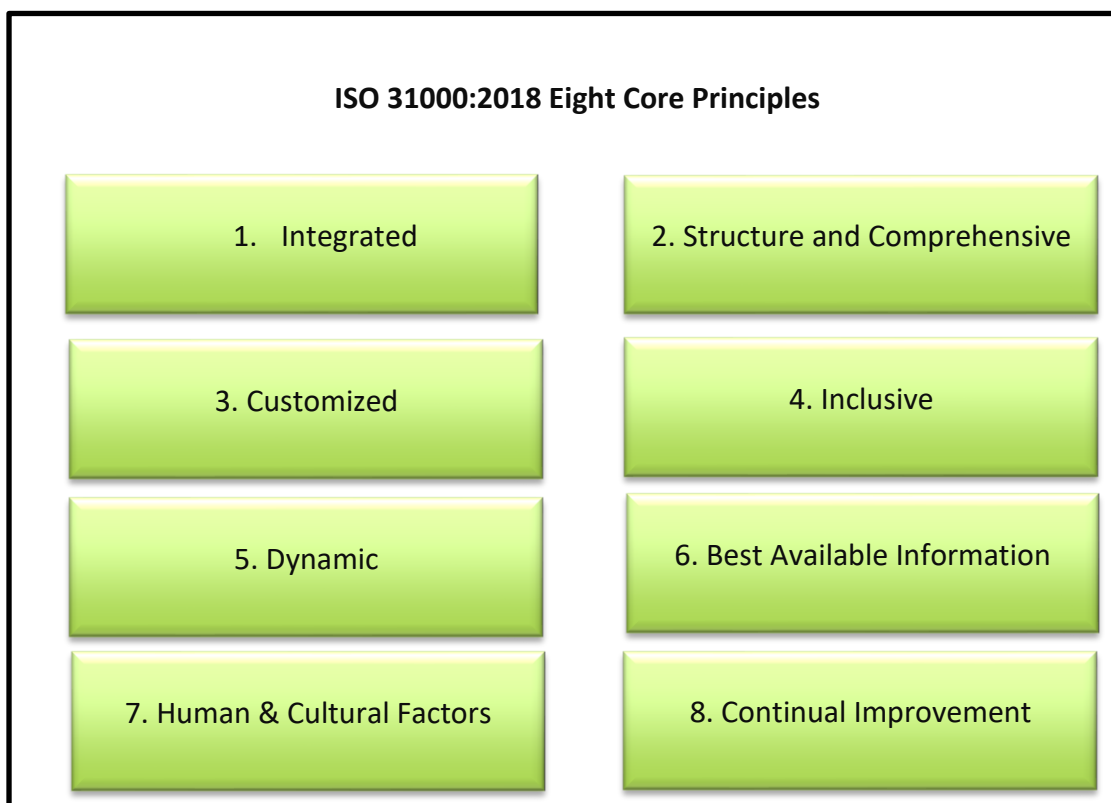 ISO 31000:2018 Eight Core Principles
1. Integrated
2. Structure and Comprehensive
3. Customized
4. Inclusive
5. Dynamic
6. Best Available Information
7. Human & Cultural Factors
8. Continual Improvement